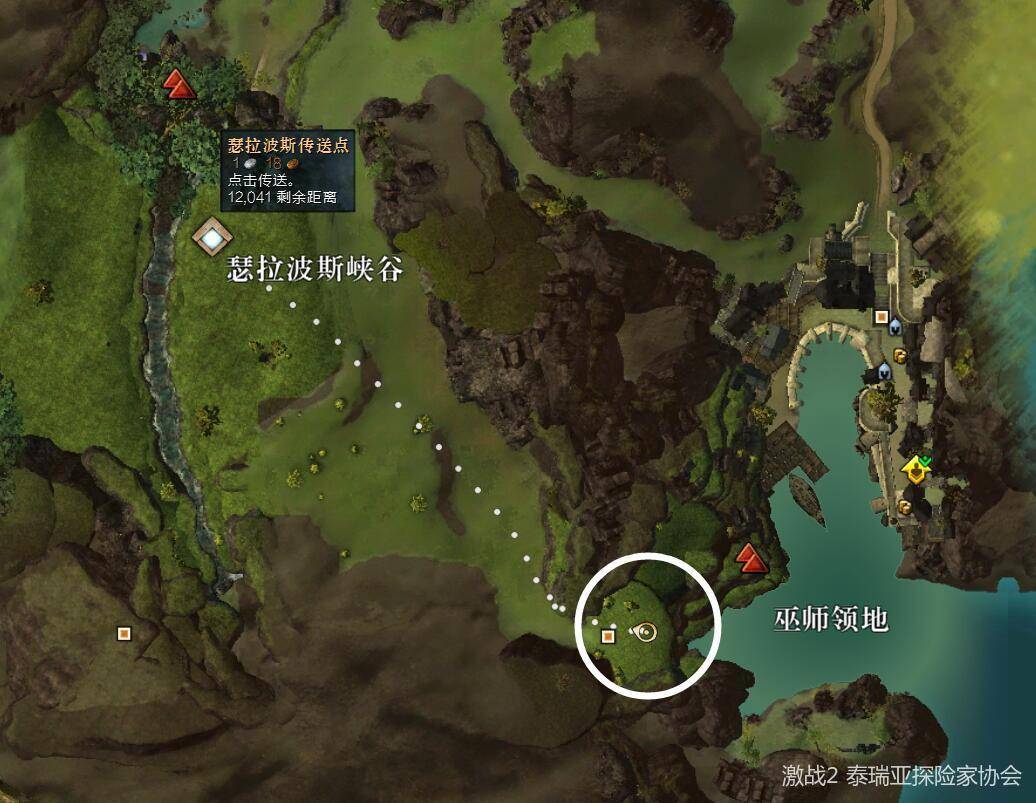 瑟拉波斯传送点
1 18
点击传送。
12,041 剩余距离
瑟拉波斯峡谷
巫师领地
激战2 泰瑞亚探险家协会